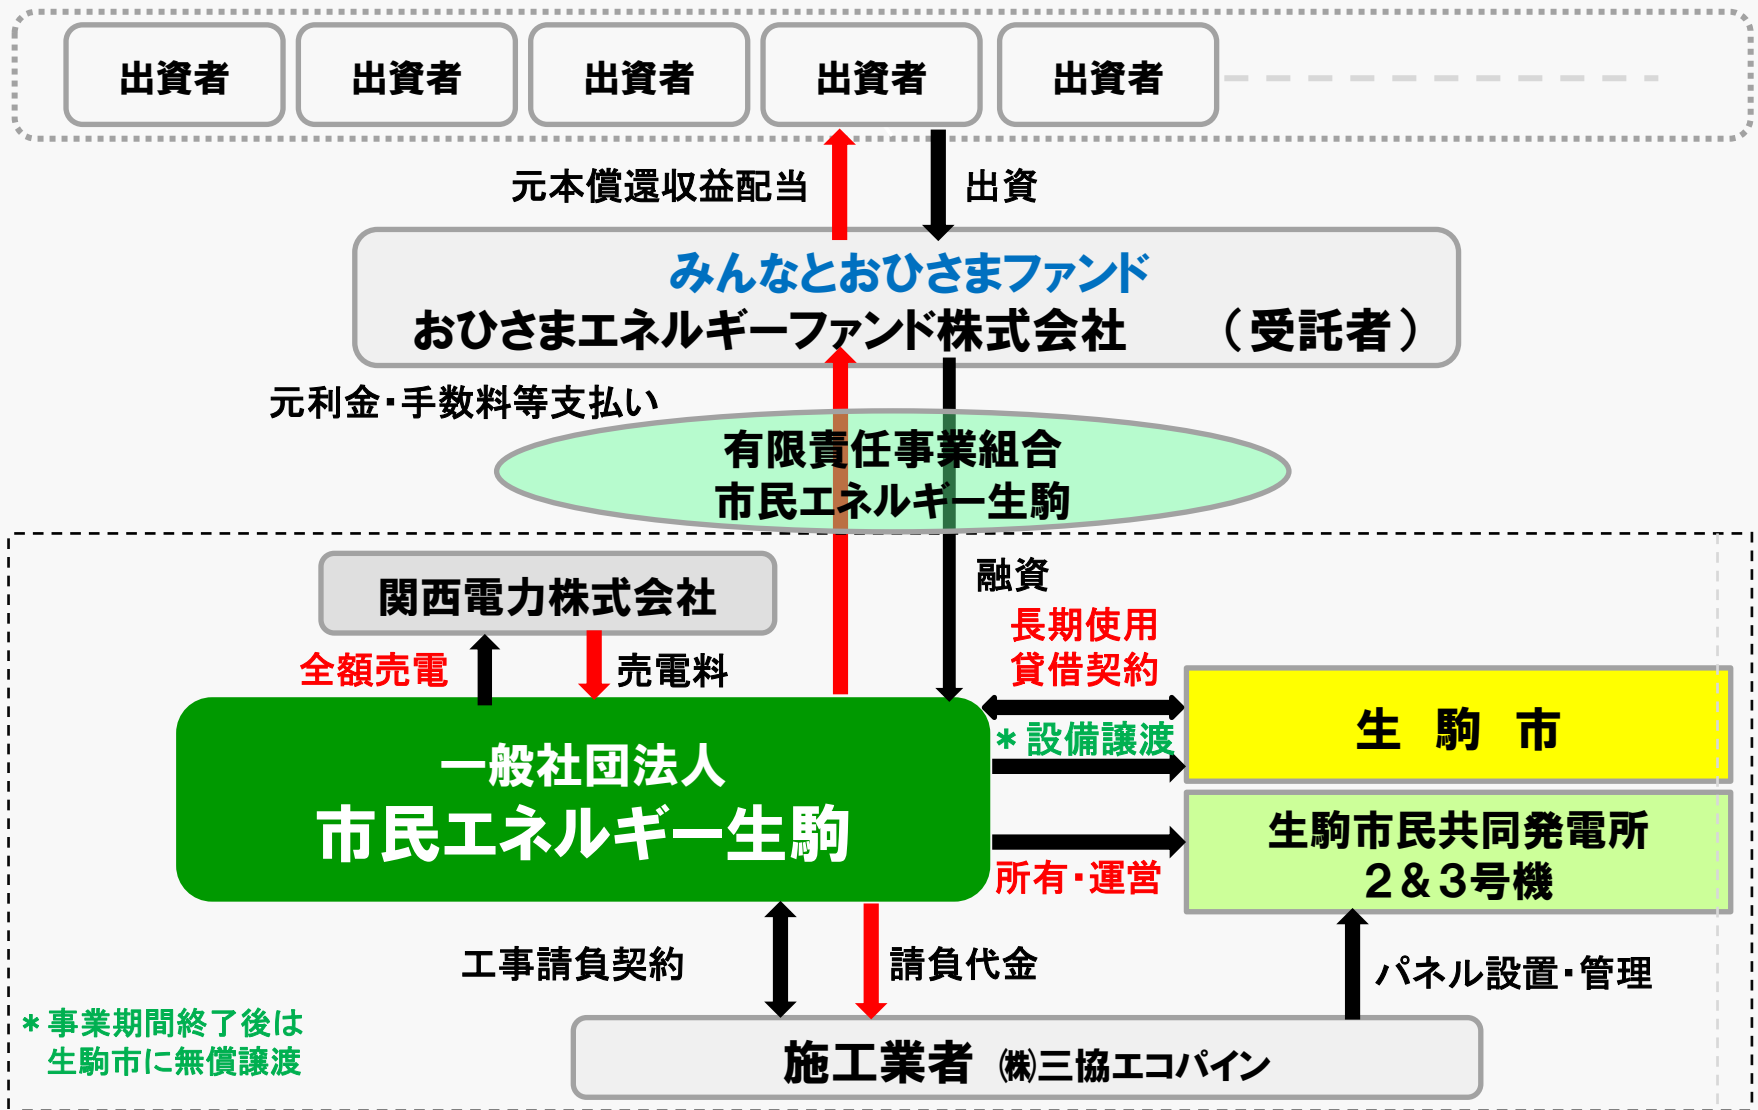 出資者 出資者 出資者 出資者 出資者
元本償還収益配当 出資
みんなとおひさまファンド
おひさまエネルギーファンド株式会社 （受託者）
元利金・手数料等支払い
有限責任事業組合
市民エネルギー生駒
関西電力株式会社
融資
長期使用
貸借契約
全額売電 売電料
*設備譲渡
生 駒 市
一般社団法人
市民エネルギー生駒
生駒市民共同発電所
２＆３号機
所有・運営
工事請負契約 請負代金
パネル設置・管理
*事業期間終了後は
生駒市に無償譲渡
施工業者 ㈱三協エコパイン